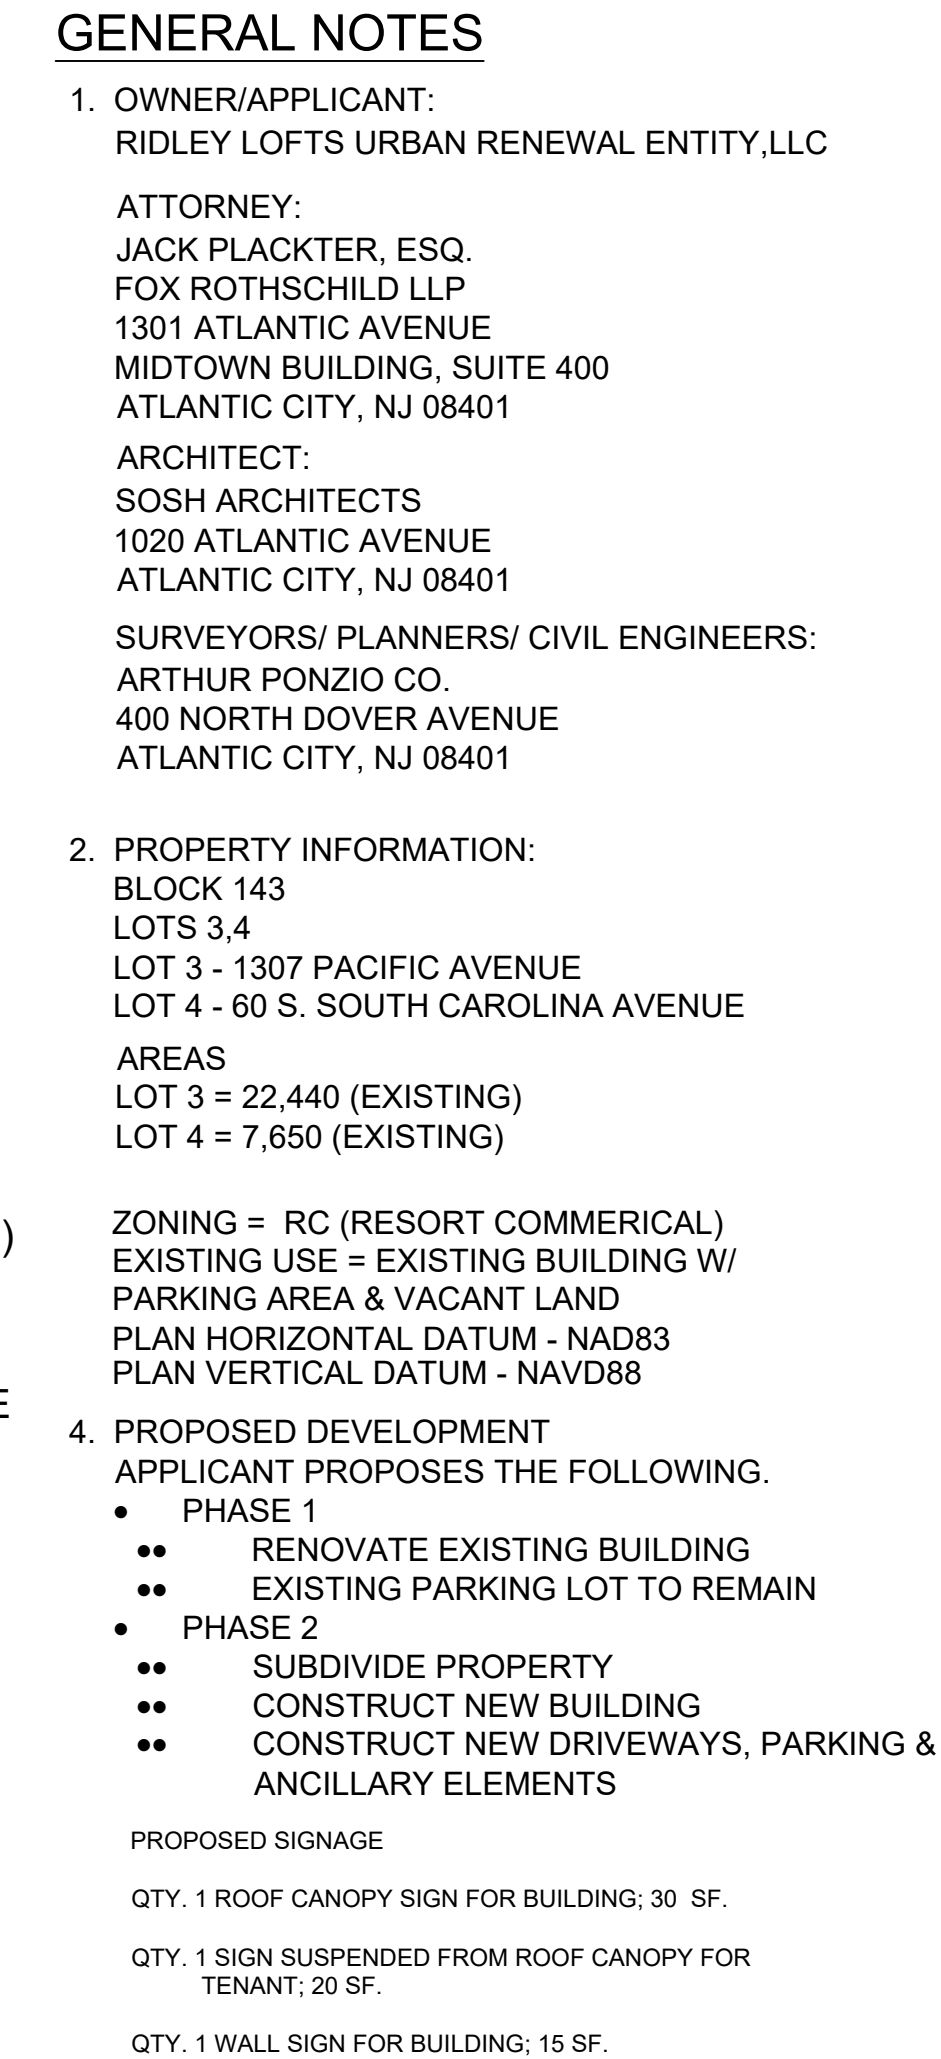 GENERAL NOTES
1. OWNER/APPLICANT:
RIDLEY LOFTS URBAN RENEWAL ENTITY,LLC
ATTORNEY:
JACK PLACKTER, ESQ.
FOX ROTHSCHILD LLP
1301 ATLANTIC AVENUE
MIDTOWN BUILDING, SUITE 400
ATLANTIC CITY, NJ 08401
ARCHITECT:
SOSH ARCHITECTS
1020 ATLANTIC AVENUE
ATLANTIC CITY, NJ 08401
SURVEYORS/ PLANNERS/ CIVIL ENGINEERS:
ARTHUR PONZIO CO.
400 NORTH DOVER AVENUE
ATLANTIC CITY, NJ 08401
2. PROPERTY INFORMATION:
BLOCK 143
LOTS 3,4
LOT 3 - 1307 PACIFIC AVENUE
LOT 4 - 60 S. SOUTH CAROLINA AVENUE
AREAS
LOT 3 = 22,440 (EXISTING)
LOT 4 = 7,650 (EXISTING)
)
ZONING = RC (RESORT COMMERICAL)
EXISTING USE = EXISTING BUILDING W/
PARKING AREA & VACANT LAND
PLAN HORIZONTAL DATUM - NAD83
PLAN VERTICAL DATUM - NAVD88
E
4. PROPOSED DEVELOPMENT
APPLICANT PROPOSES THE FOLLOWING.
• PHASE 1
•• RENOVATE EXISTING BUILDING
•• EXISTING PARKING LOT TO REMAIN
• PHASE 2
•• SUBDIVIDE PROPERTY
•• CONSTRUCT NEW BUILDING
•• CONSTRUCT NEW DRIVEWAYS, PARKING &
ANCILLARY ELEMENTS
PROPOSED SIGNAGE
QTY. 1 ROOF CANOPY SIGN FOR BUILDING; 30 SF.
QTY. 1 SIGN SUSPENDED FROM ROOF CANOPY FOR
TENANT; 20 SF.
QTY. 1 WALL SIGN FOR BUILDING; 15 SF.